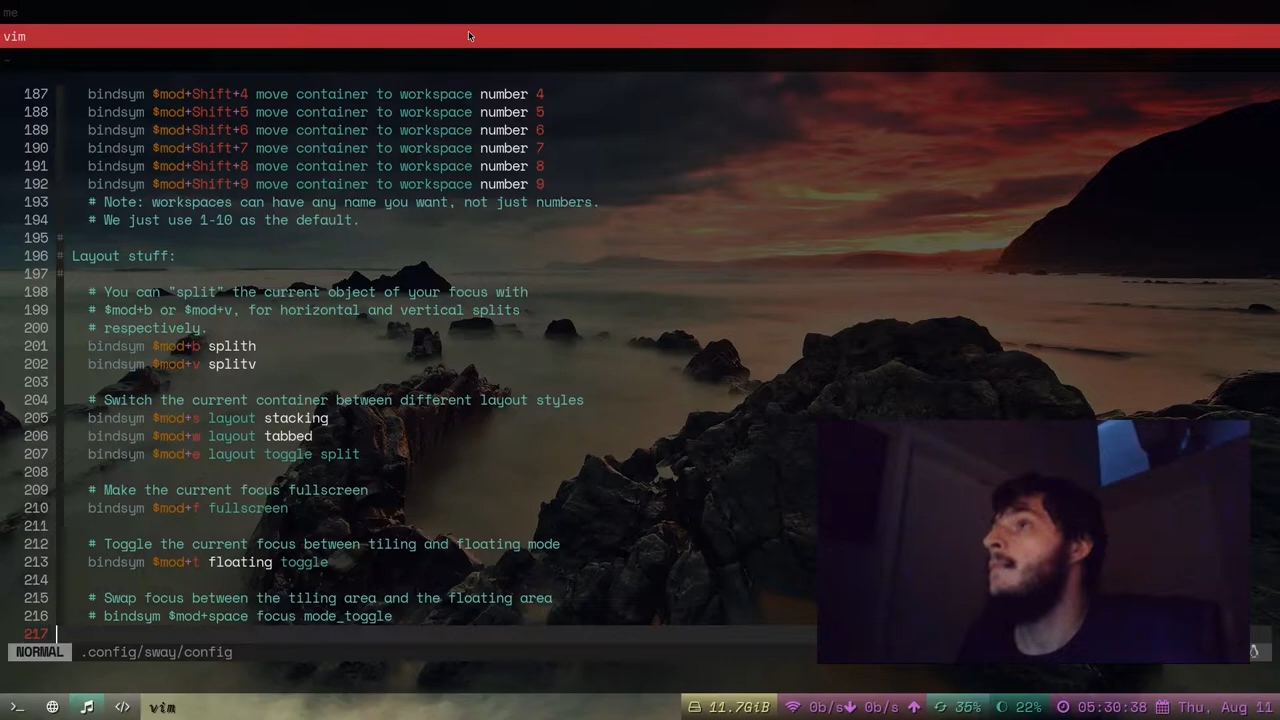 me
vim
~
187 bindsym $mod+Shift+4 move container to workspace number 4
188 bindsym $mod+Shift+5 move container to workspace number 5
189 bindsym $mod+Shift+6 move container to workspace number 6
190 bindsym $mod+Shift+7 move container to workspace number 7
191 bindsym $mod+Shift+8 move container to workspace number 8
192 bindsym $mod+Shift+9 move container to workspace number 9
193 # Note: workspaces can have any name you want, not just numbers.
194 # We just use 1-10 as the default.
195 #
196 # Layout stuff:
197 #
198 # You can "split" the current object of your focus with
199 # $mod+b or $mod+v, for horizontal and vertical splits
200 # respectively.
201 bindsym $mod+b splith
202 bindsym $mod+v splitv
203
204 # Switch the current container between different layout styles
205 bindsym $mod+s layout stacking
206 bindsym $mod+w layout tabbed
207 bindsym $mod+e layout toggle split
208
209 # Make the current focus fullscreen
210 bindsym $mod+f fullscreen
211
212 # Toggle the current focus between tiling and floating mode
213 bindsym $mod+t floating toggle
214
215 # Swap focus between the tiling area and the floating area
216 # bindsym $mod+space focus mode_toggle
217
NORMAL .config/sway/config
>_ </> vim 11.7GiB 0b/s 0b/s 35% 22% 05:30:38 Thu, Aug 11